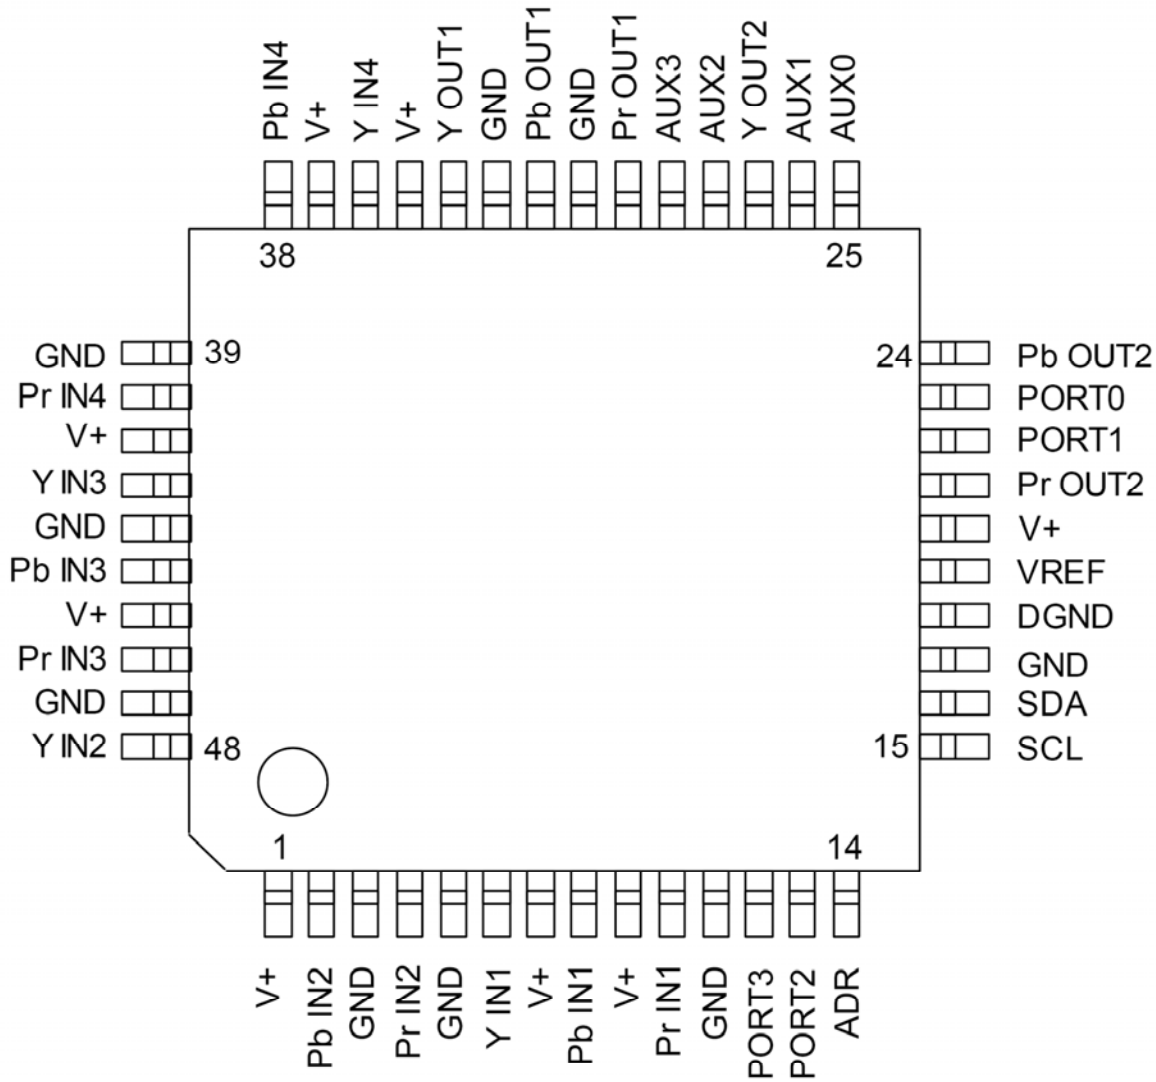 Pb IN4
V+
Y IN4
V+
Y OUT1
GND
Pb OUT1
GND
Pr OUT1
AUX3
AUX2
Y OUT2
AUX1
AUX0
38
25
GND
39
24
Pb OUT2
Pr IN4
PORT0
V+
PORT1
Y IN3
Pr OUT2
GND
V+
Pb IN3
VREF
V+
DGND
Pr IN3
GND
GND
SDA
Y IN2
48
15
SCL
1
14
V+
Pb IN2
GND
Pr IN2
GND
Y IN1
V+
Pb IN1
V+
Pr IN1
GND
PORT3
PORT2
ADR